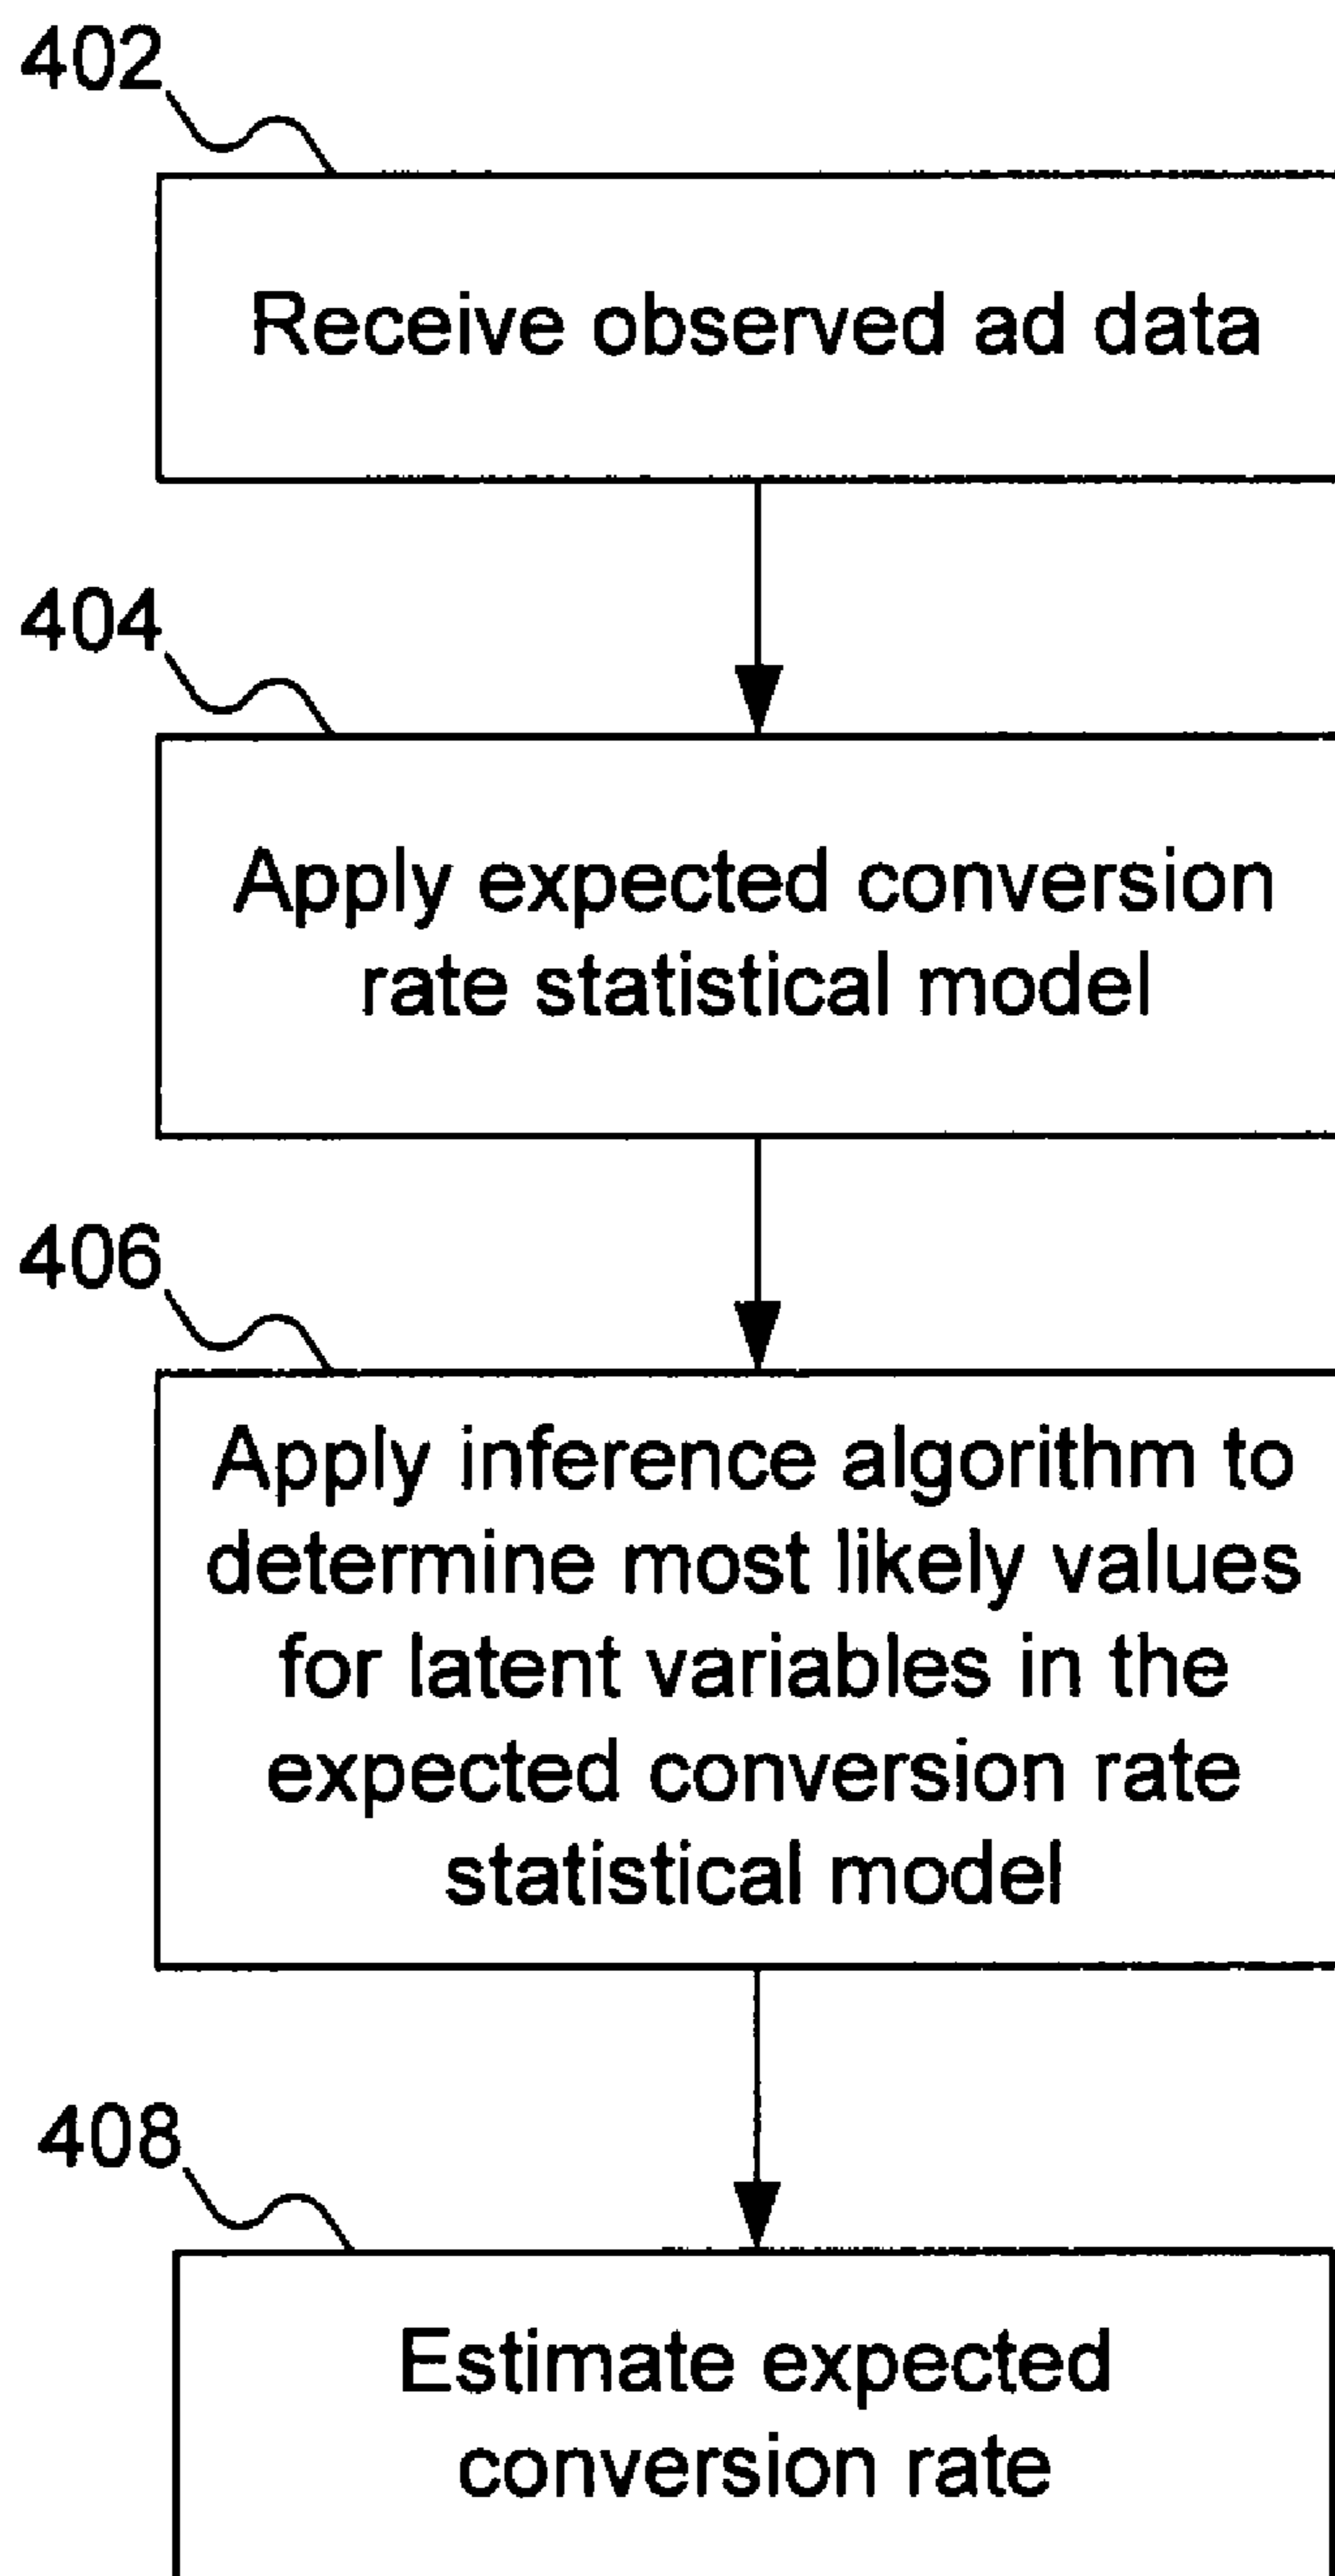 402
Receive observed ad data
404
Apply expected conversion
rate statistical model
406
Apply inference algorithm to
determine most likely values
for latent variables in the
expected conversion rate
statistical model
408
Estimate expected
conversion rate